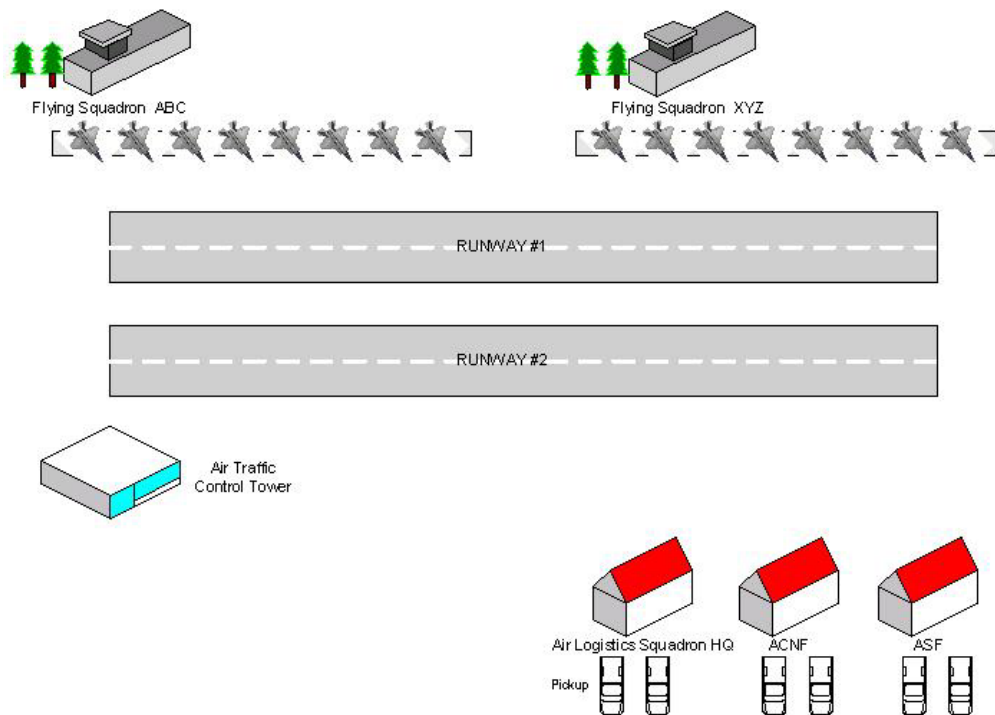 Flying Squadron ABC
Flying Squadron XYZ
RUNWAY #1
RUNWAY #2
Air Traffic
Control Tower
Air Logistics Squadron HQ
ACNF
ASF
Pickup